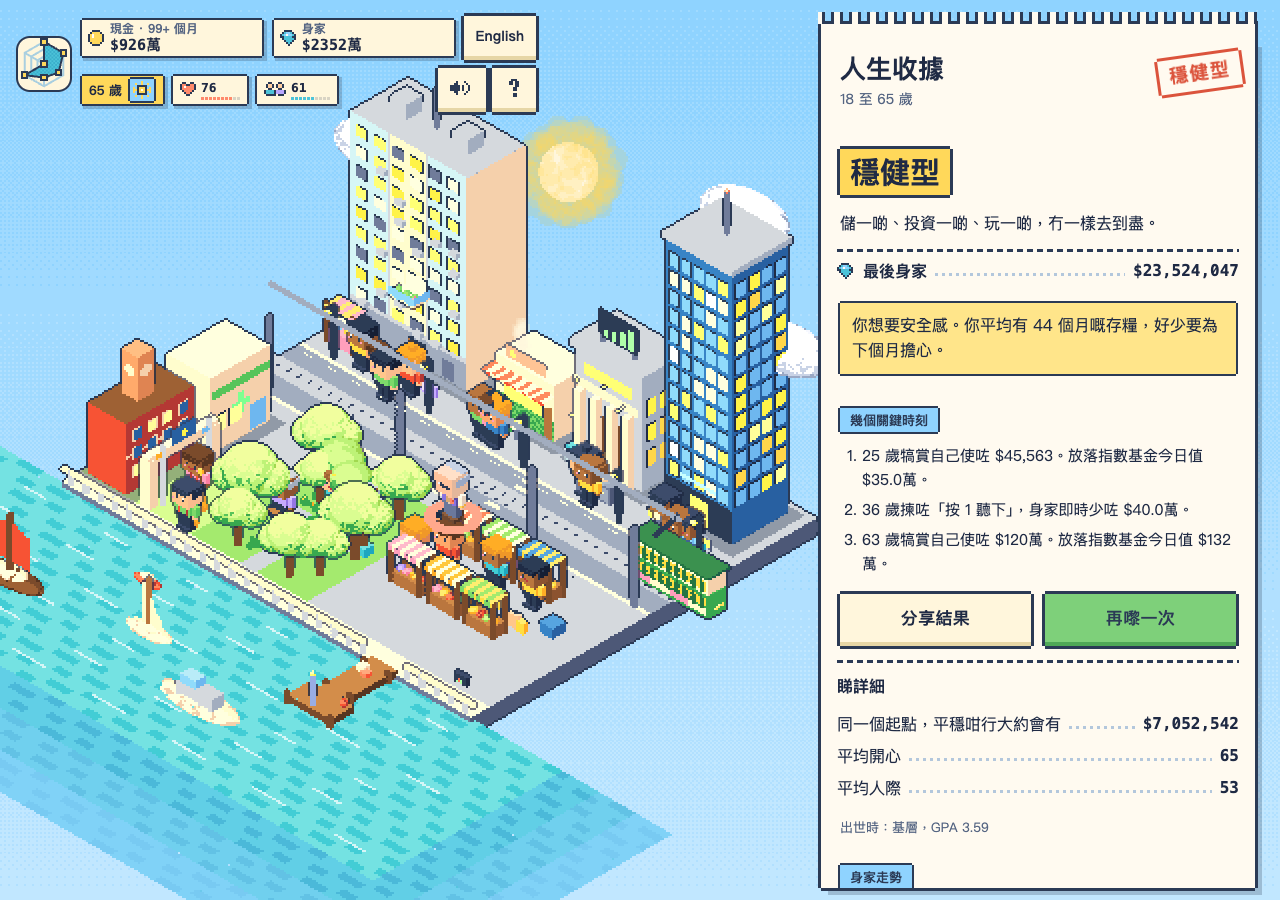 現金 · 99+ 個月
$926萬
身家
$2352萬
English
65 歲
76
61
?
人生收據
18 至 65 歲
穩健型
穩健型
儲一啲、投資一啲、玩一啲，冇一樣去到盡。
最後身家 $23,524,047
你想要安全感。你平均有 44 個月嘅存糧，好少要為
下個月擔心。
幾個關鍵時刻
1. 25 歲犒賞自己使咗 $45,563。放落指數基金今日值
$35.0萬。
2. 36 歲揀咗「按 1 聽下」，身家即時少咗 $40.0萬。
3. 63 歲犒賞自己使咗 $120萬。放落指數基金今日值 $132
萬。
分享結果
再嚟一次
睇詳細
同一個起點，平穩咁行大約會有 $7,052,542
平均開心 65
平均人際 53
出世時：基層，GPA 3.59
身家走勢